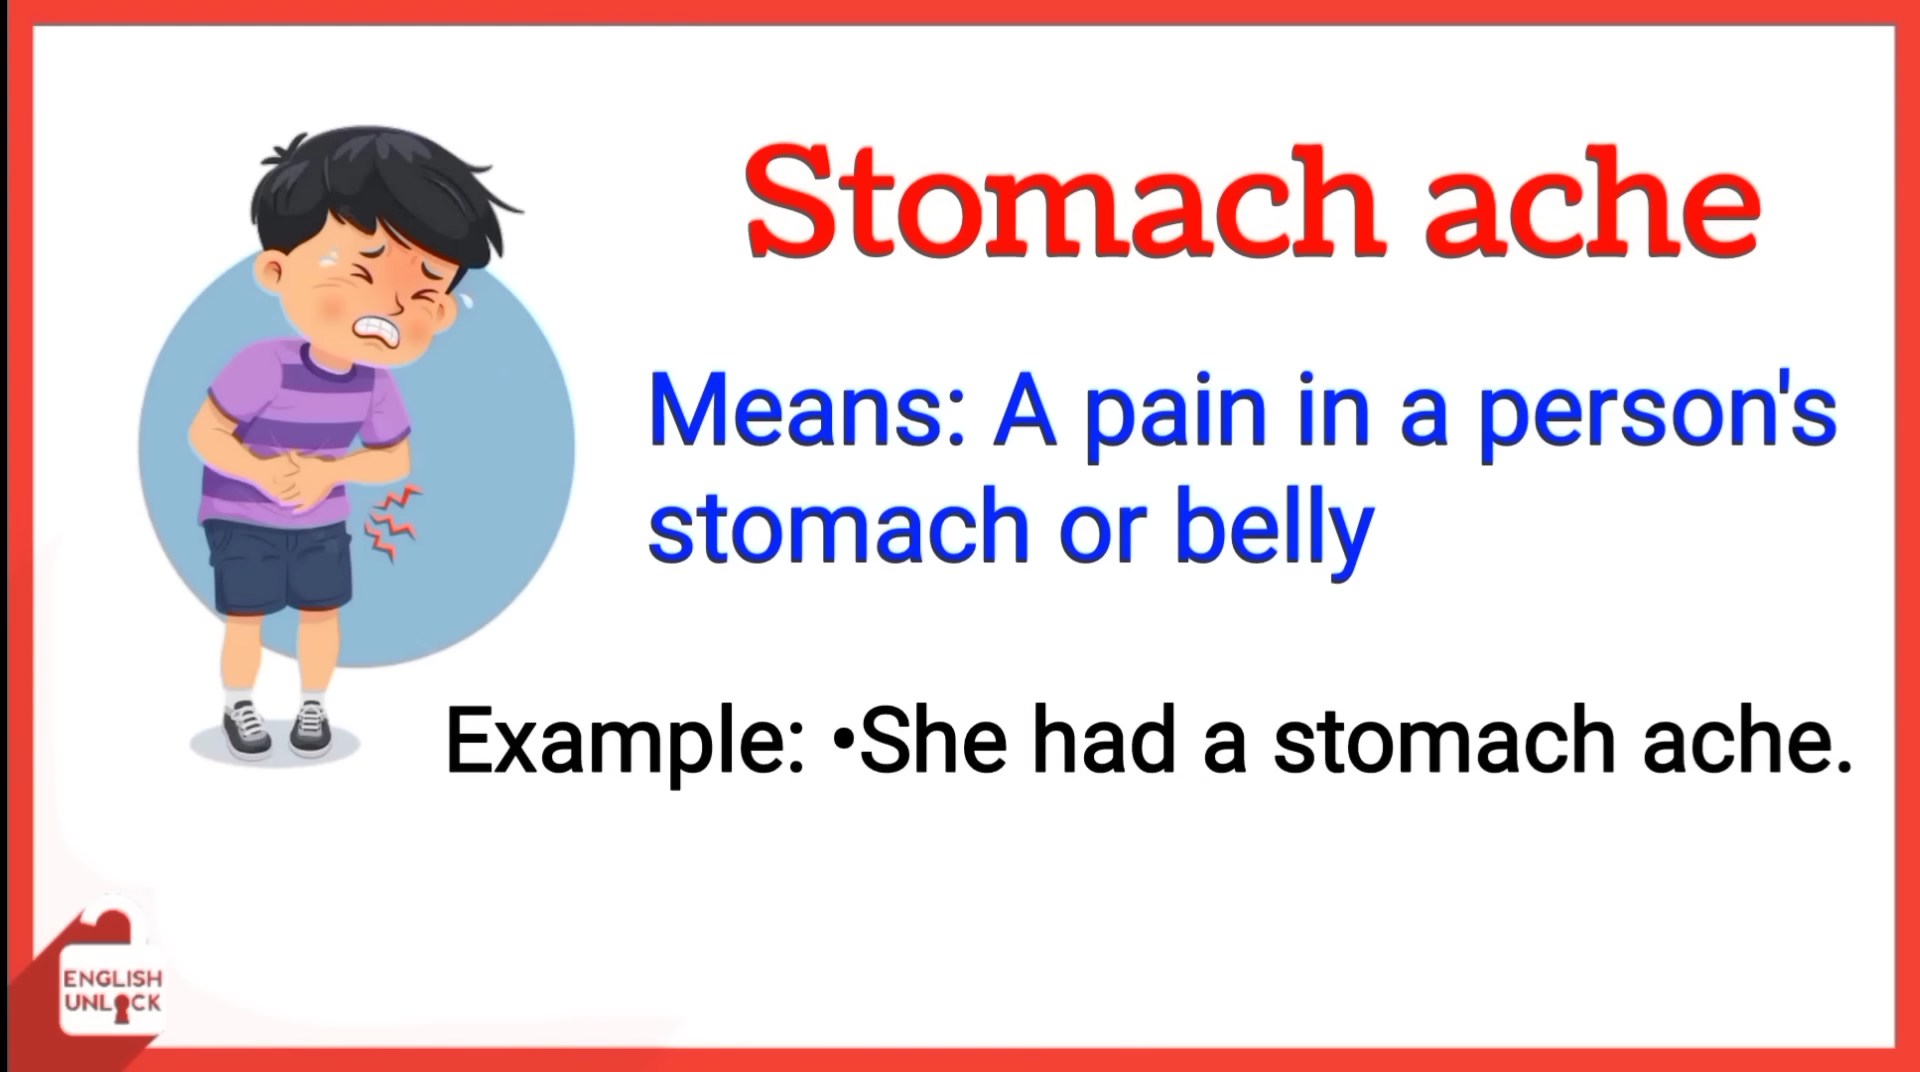 Stomach ache
Means: A pain in a person's
stomach or belly
Example: •She had a stomach ache.
ENGLISH
UNLOCK